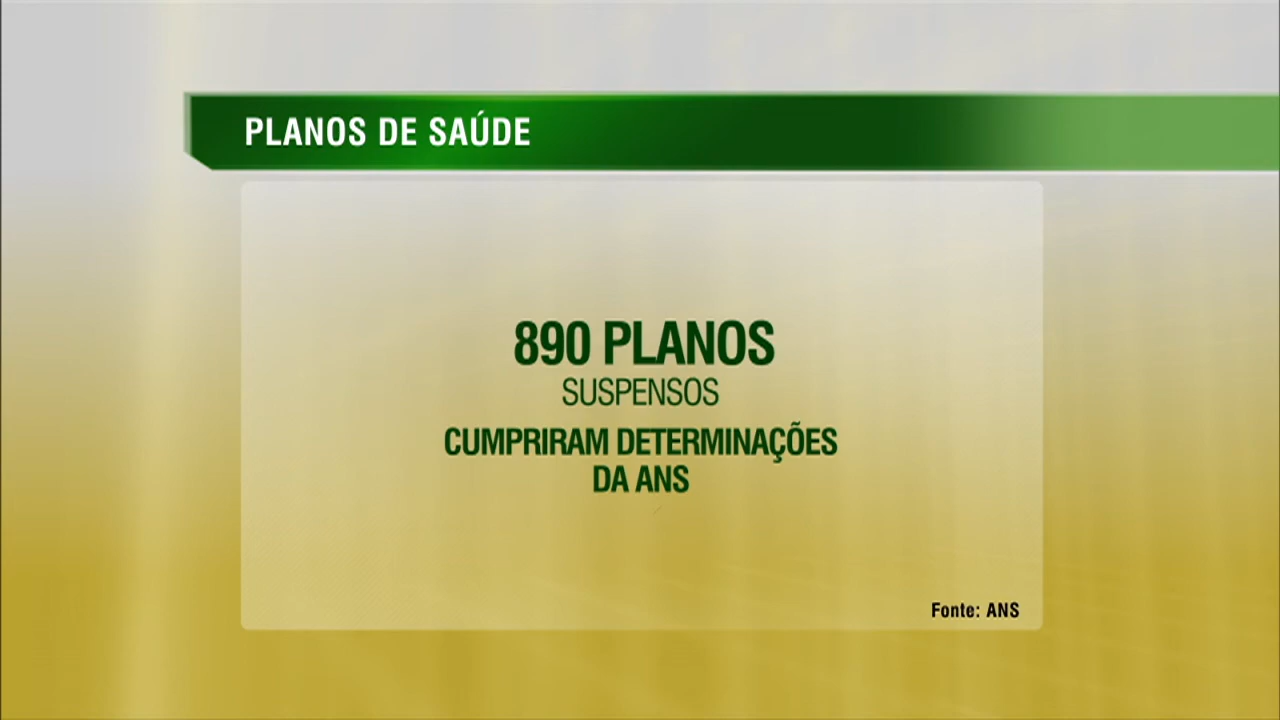 PLANOS DE SAÚDE
890 PLANOS
SUSPENSOS
CUMPRIRAM DETERMINAÇÕES
DA ANS
Fonte: ANS